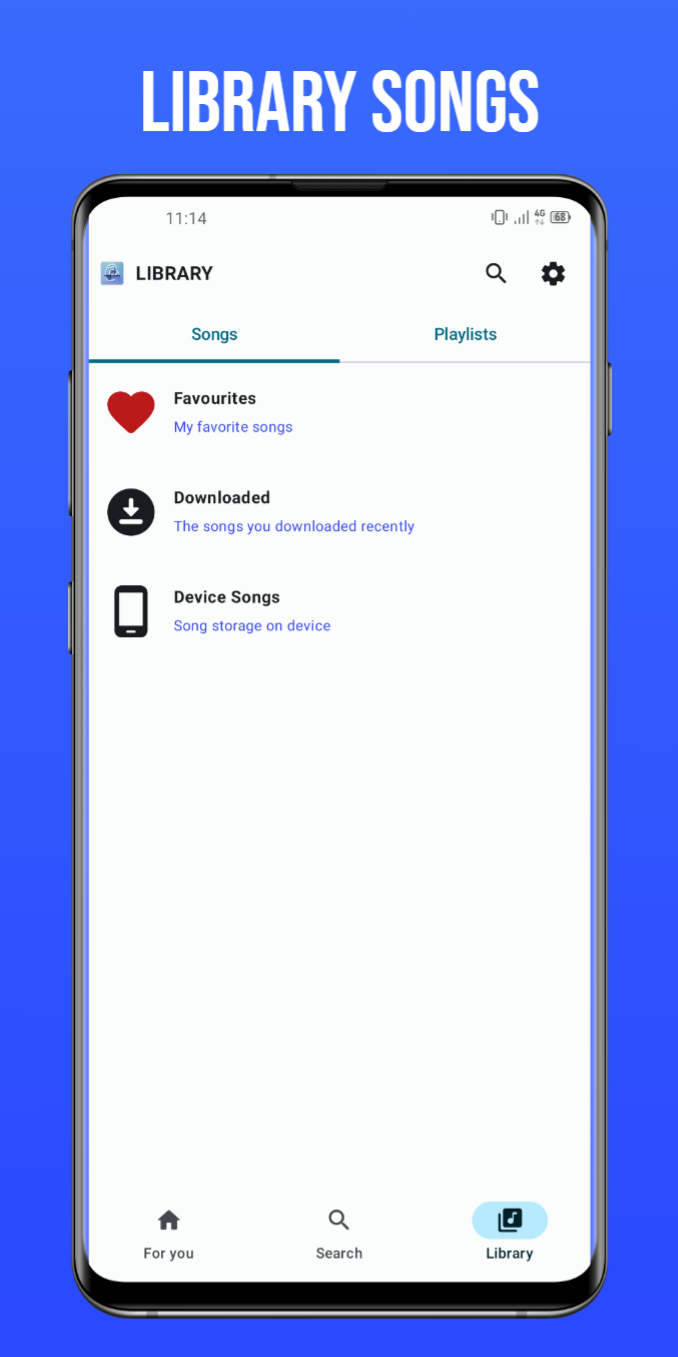 LIBRARY SONGS
11:14
4G
68
LIBRARY
Songs
Playlists
Favourites
My favorite songs
Downloaded
The songs you downloaded recently
Device Songs
Song storage on device
For you
Search
Library